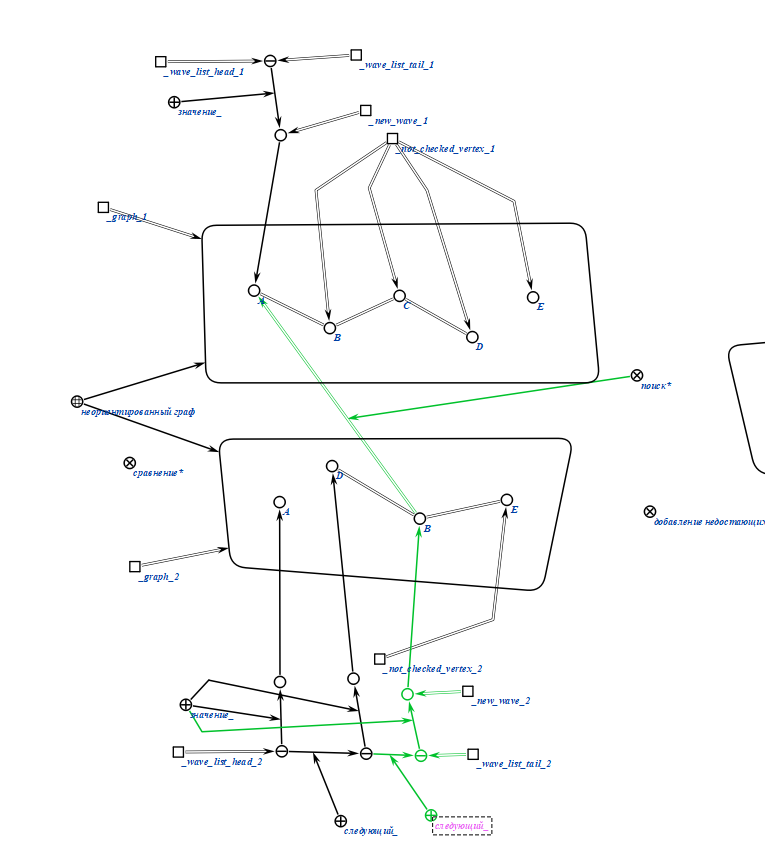 _wave_list_head_1
_wave_list_tail_1
значение_
_new_wave_1
_not_checked_vertex_1
_graph_1
A
B
C
D
E
поиск*
неориентированный граф
сравнение*
D
A
B
E
добавление недостающих
_graph_2
_not_checked_vertex_2
_new_wave_2
значение_
_wave_list_head_2
_wave_list_tail_2
следующий_
следующий_